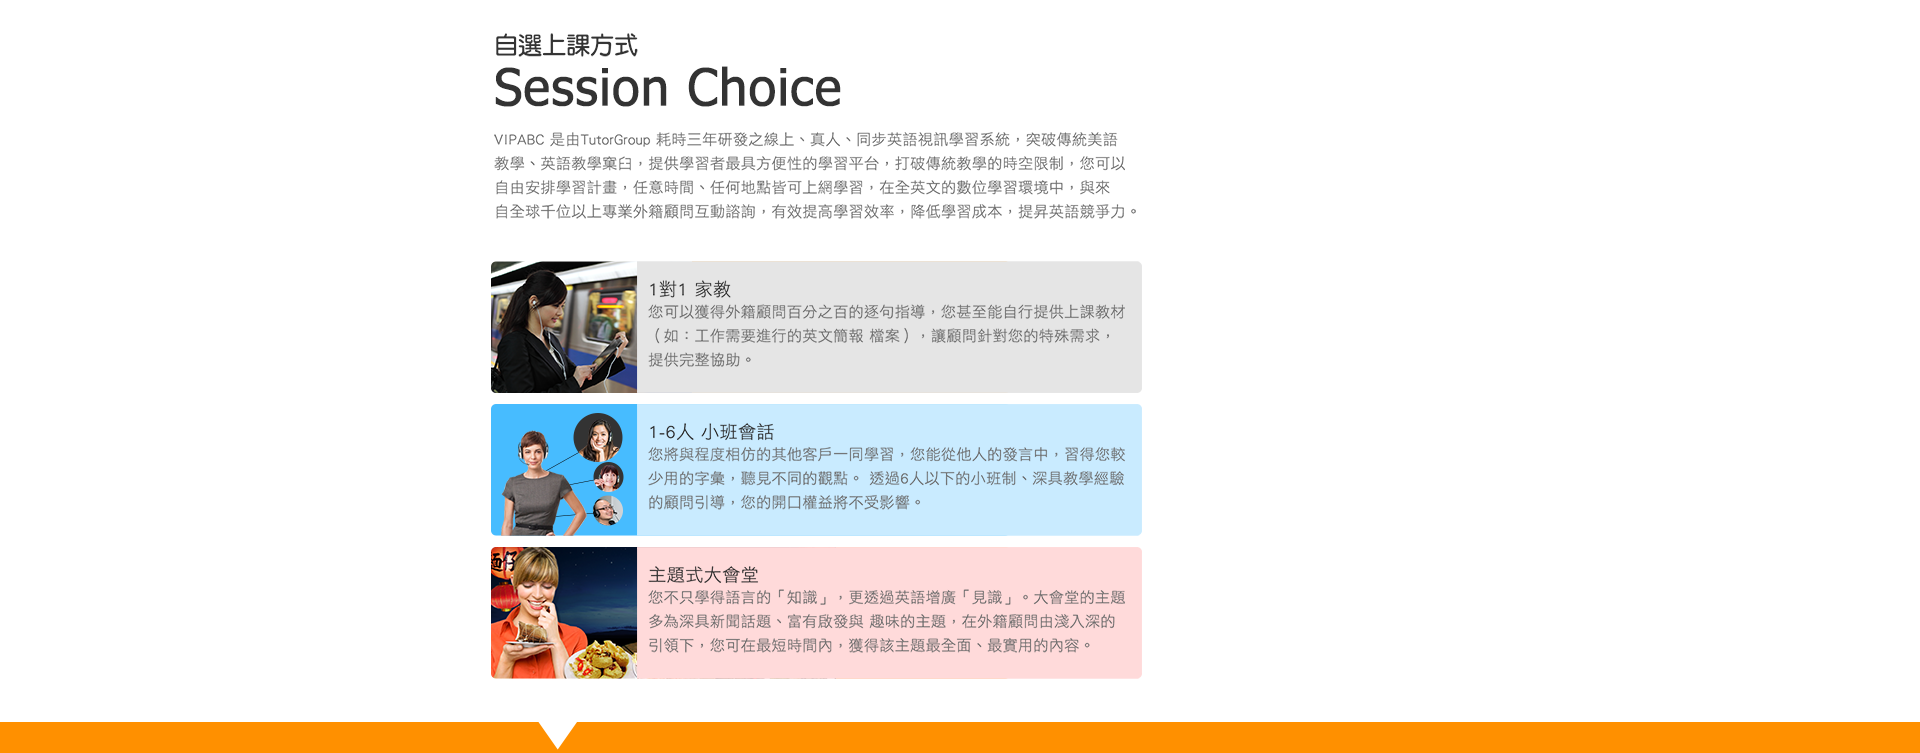 自選上課方式
Session Choice
VIPABC 是由TutorGroup 耗時三年研發之線上、真人、同步英語視訊學習系統，突破傳統美語
教學、英語教學窠臼，提供學習者最具方便性的學習平台，打破傳統教學的時空限制，您可以
自由安排學習計畫，任意時間、任何地點皆可上網學習，在全英文的數位學習環境中，與來
自全球千位以上專業外籍顧問互動諮詢，有效提高學習效率，降低學習成本，提昇英語競爭力。
1對1 家教
您可以獲得外籍顧問百分之百的逐句指導，您甚至能自行提供上課教材
（如：工作需要進行的英文簡報 檔案），讓顧問針對您的特殊需求，
提供完整協助。
1-6人 小班會話
您將與程度相仿的其他客戶一同學習，您能從他人的發言中，習得您較
少用的字彙，聽見不同的觀點。 透過6人以下的小班制、深具教學經驗
的顧問引導，您的開口權益將不受影響。
主題式大會堂
您不只學得語言的「知識」，更透過英語增廣「見識」。大會堂的主題
多為深具新聞話題、富有啟發與 趣味的主題，在外籍顧問由淺入深的
引領下，您可在最短時間內，獲得該主題最全面、最實用的內容。